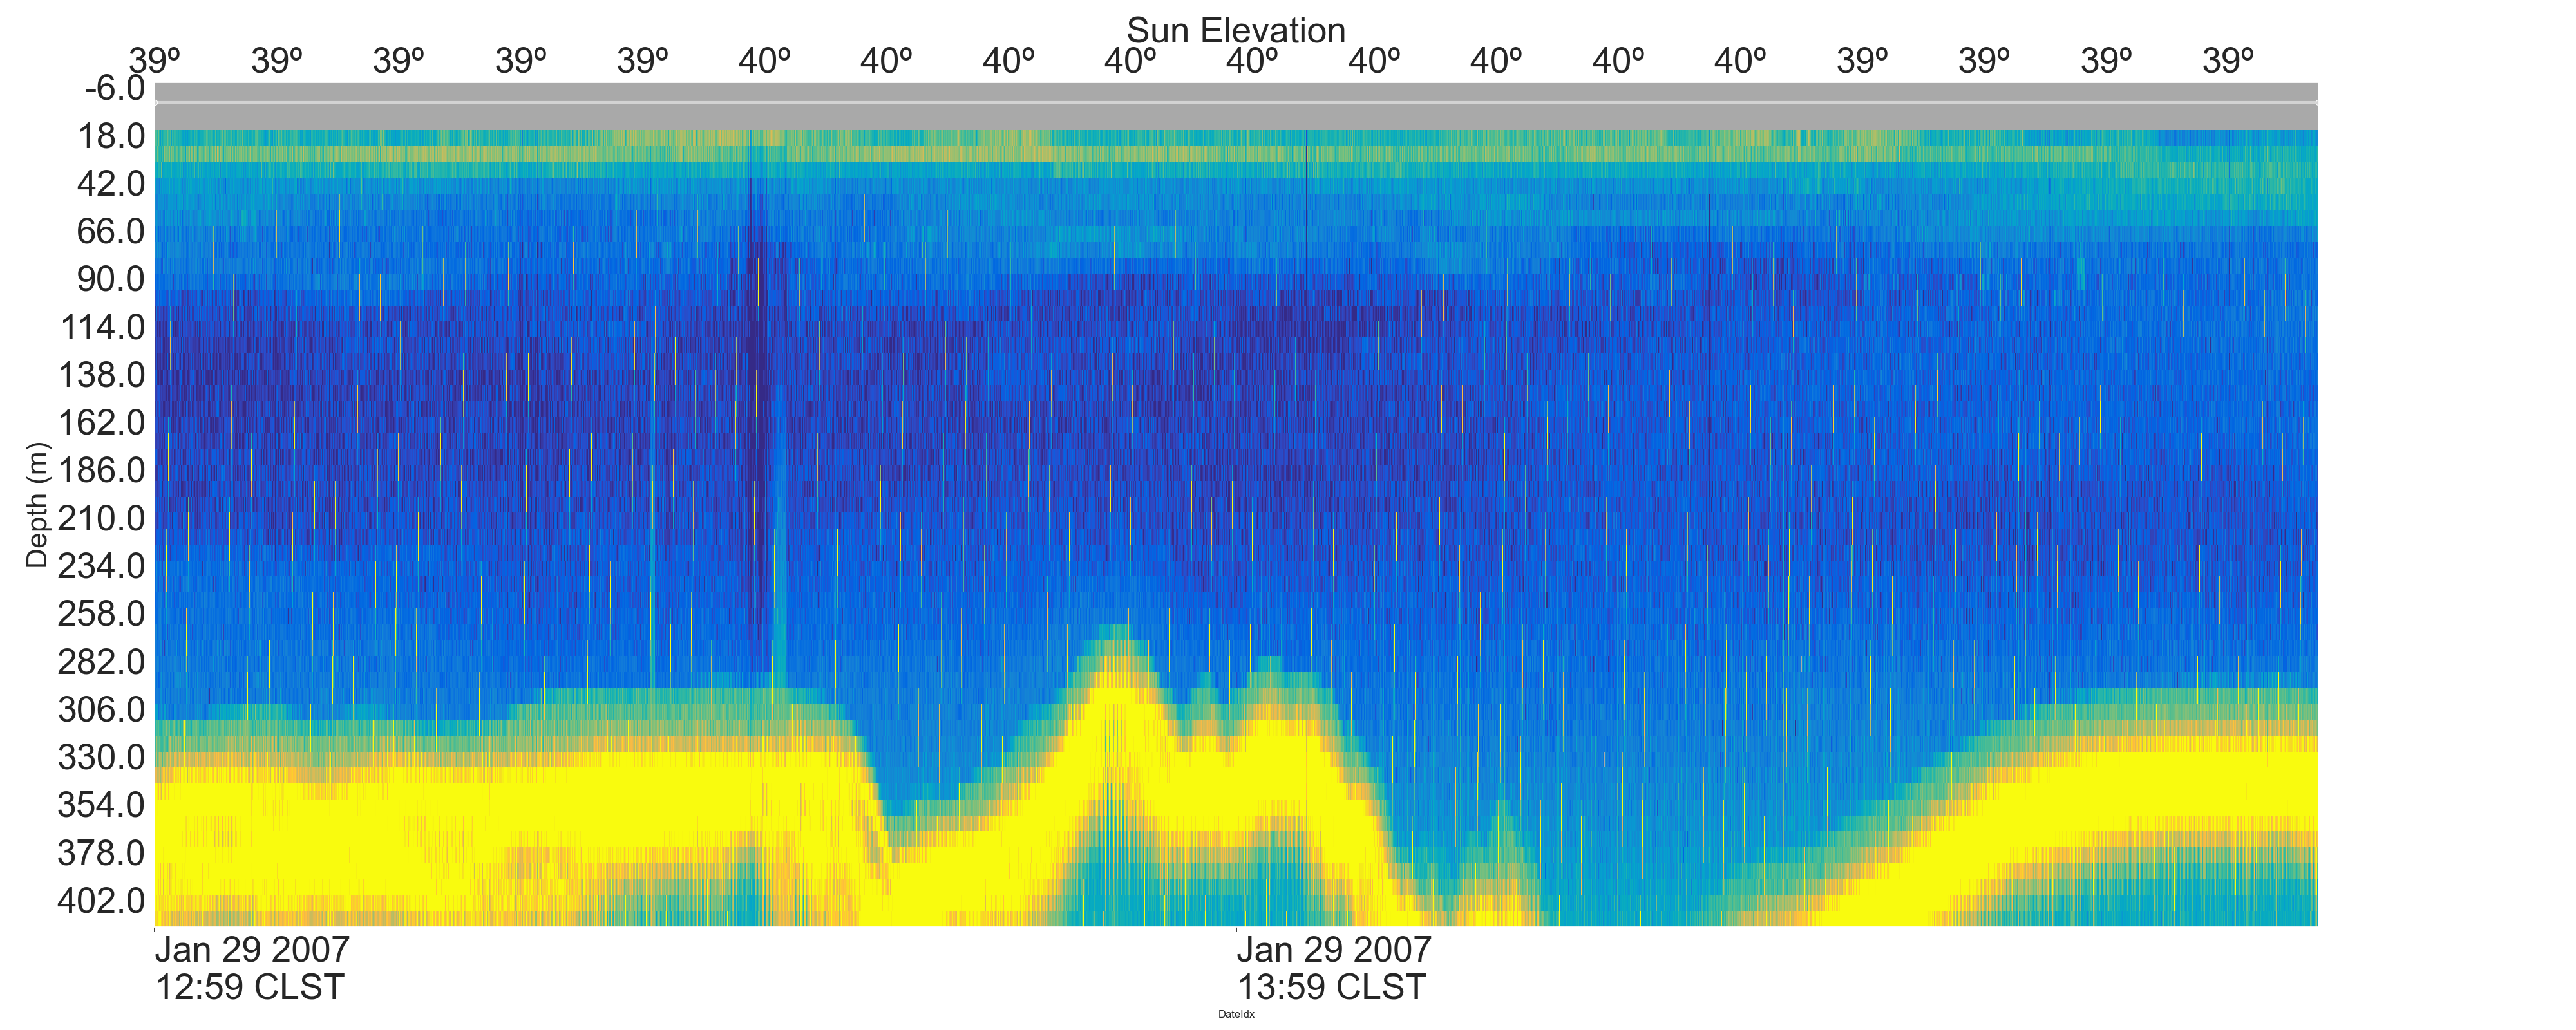 Sun Elevation
39º 39º 39º 39º 39º 40º 40º 40º 40º 40º 40º 40º 40º 40º 39º 39º 39º 39º
-6.0
18.0
42.0
66.0
90.0
114.0
138.0
162.0
186.0
210.0
234.0
258.0
282.0
306.0
330.0
354.0
378.0
402.0
Depth (m)
Jan 29 2007
12:59 CLST
Jan 29 2007
13:59 CLST
DateIdx